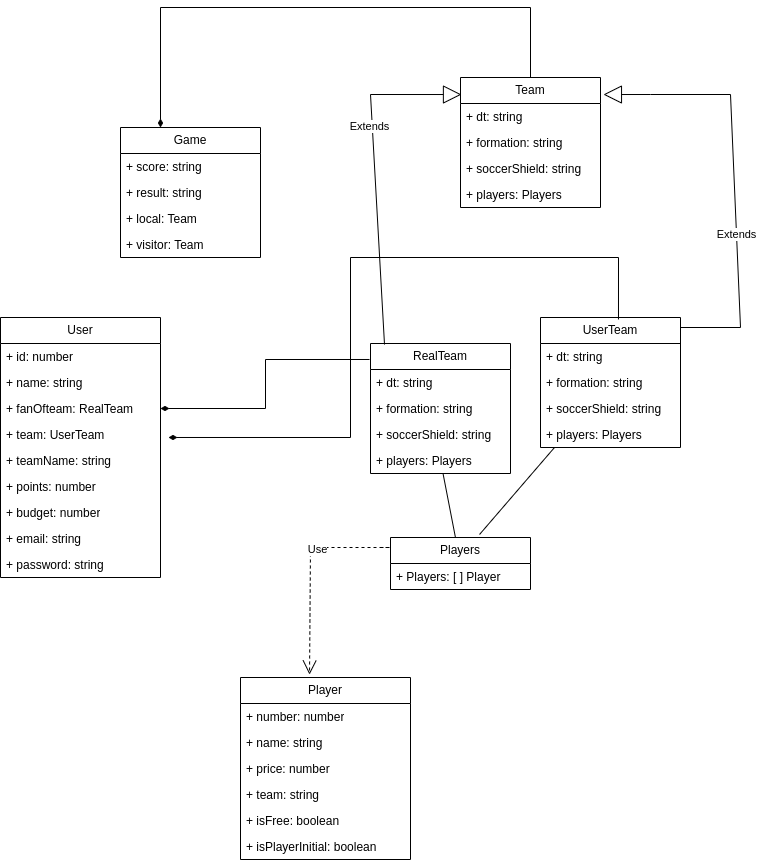 Team
+ dt: string
+ formation: string
+ soccerShield: string
+ players: Players
Extends
Game
+ score: string
+ result: string
+ local: Team
+ visitor: Team
Extends
User
+ id: number
+ name: string
+ fanOfteam: RealTeam
+ team: UserTeam
+ teamName: string
+ points: number
+ budget: number
+ email: string
+ password: string
RealTeam
+ dt: string
+ formation: string
+ soccerShield: string
+ players: Players
UserTeam
+ dt: string
+ formation: string
+ soccerShield: string
+ players: Players
Use
Players
+ Players: [ ] Player
Player
+ number: number
+ name: string
+ price: number
+ team: string
+ isFree: boolean
+ isPlayerInitial: boolean